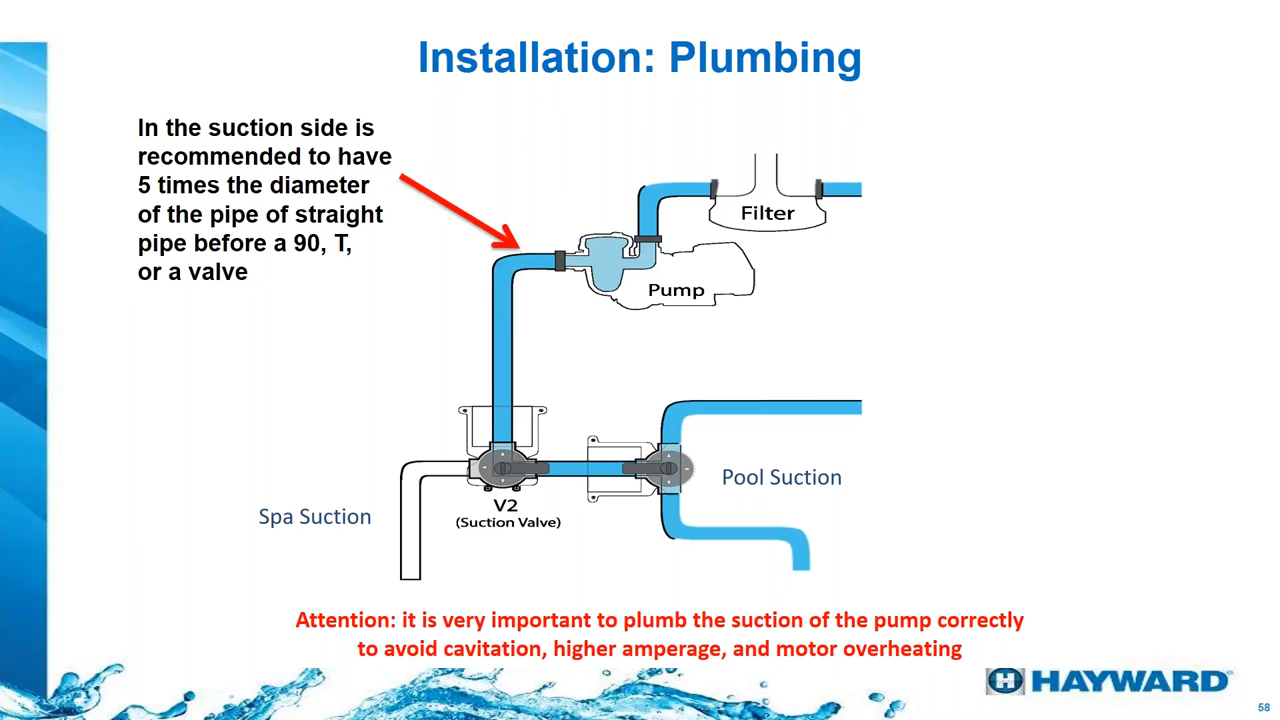 Installation: Plumbing
In the suction side is
recommended to have
5 times the diameter
of the pipe of straight
pipe before a 90, T,
or a valve
Filter
Pump
Pool Suction
V2
(Suction Valve)
Spa Suction
Attention: it is very important to plumb the suction of the pump correctly
to avoid cavitation, higher amperage, and motor overheating
HAYWARD
58